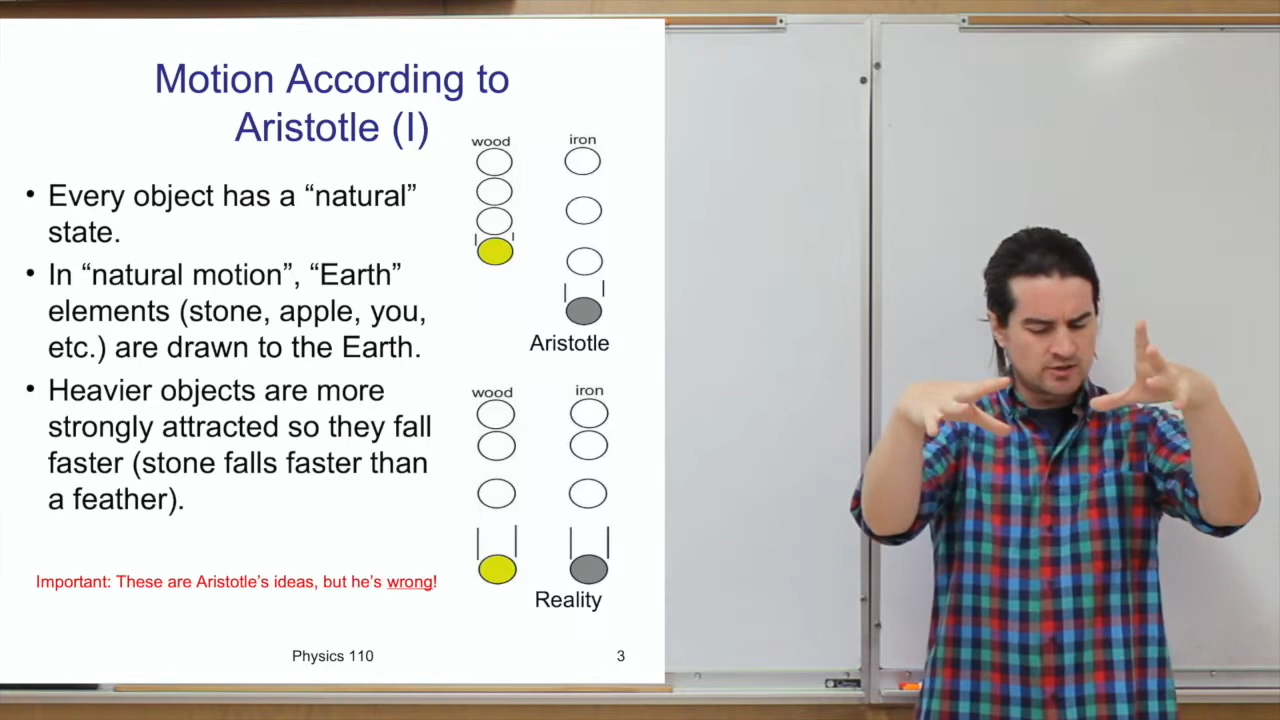 Motion According to
Aristotle (I)
wood
iron
• Every object has a “natural”
state.
• In “natural motion”, “Earth”
elements (stone, apple, you,
etc.) are drawn to the Earth.
Aristotle
• Heavier objects are more
strongly attracted so they fall
faster (stone falls faster than
a feather).
wood
iron
Important: These are Aristotle’s ideas, but he’s wrong!
Reality
Physics 110
3